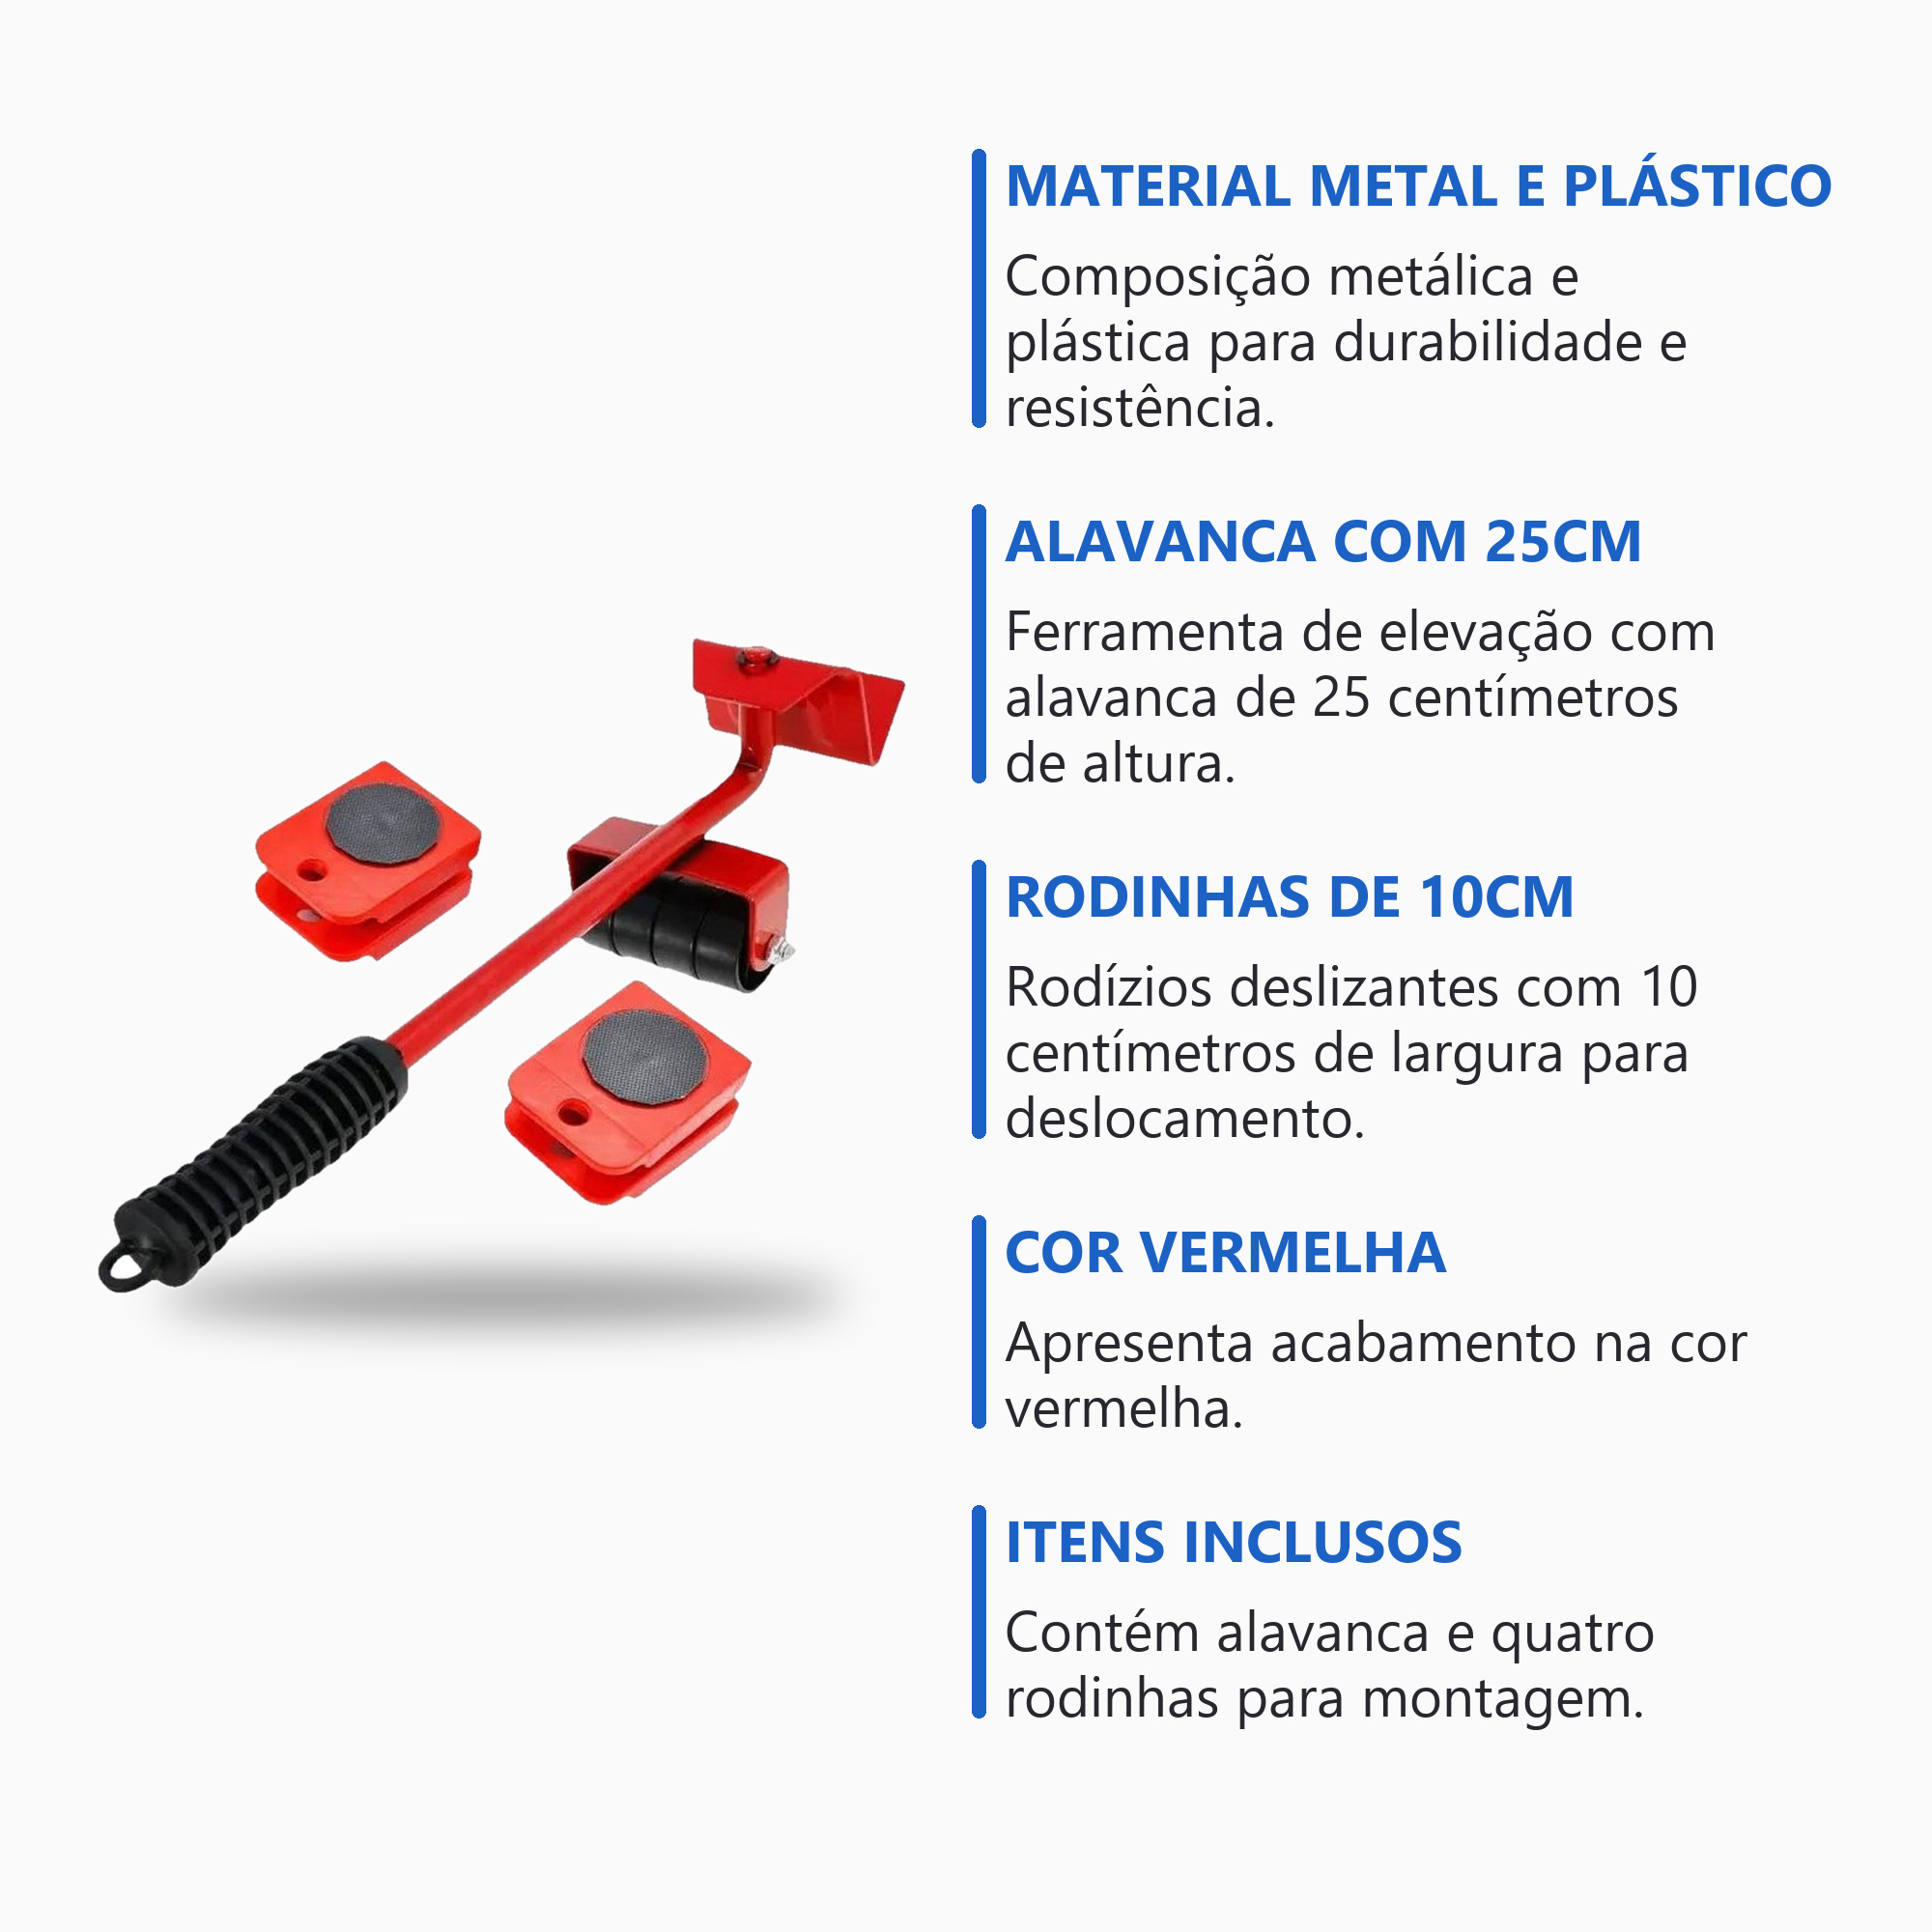 MATERIAL METAL E PLÁSTICO
Composição metálica e
plástica para durabilidade e
resistência.
ALAVANCA COM 25CM
Ferramenta de elevação com
alavanca de 25 centímetros
de altura.
RODINHAS DE 10CM
Rodízios deslizantes com 10
centímetros de largura para
deslocamento.
COR VERMELHA
Apresenta acabamento na cor
vermelha.
ITENS INCLUSOS
Contém alavanca e quatro
rodinhas para montagem.